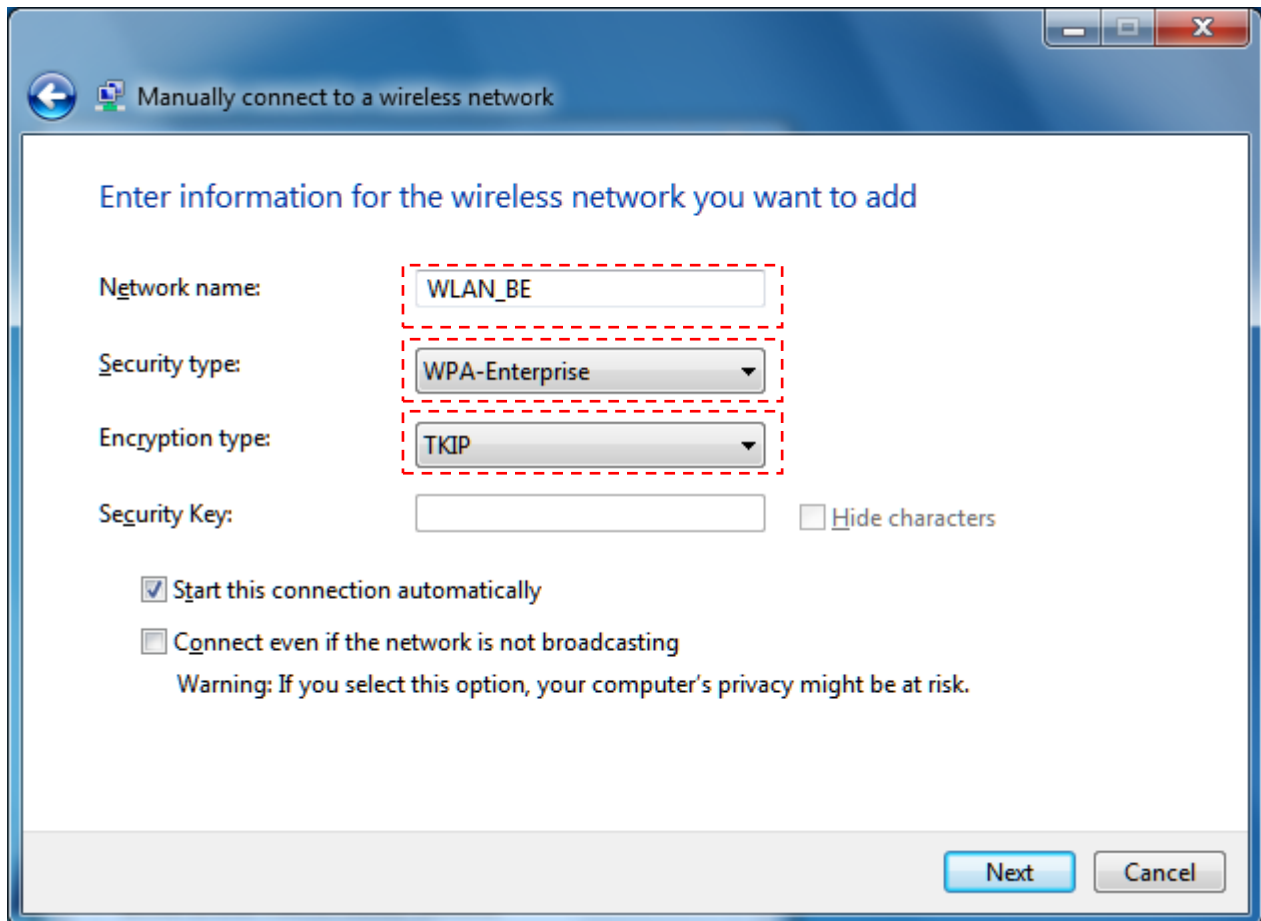 Manually connect to a wireless network
Enter information for the wireless network you want to add
Network name: WLAN_BE
Security type: WPA-Enterprise
Encryption type: TKIP
Security Key: Hide characters
Start this connection automatically
Connect even if the network is not broadcasting
Warning: If you select this option, your computer's privacy might be at risk.
Next Cancel